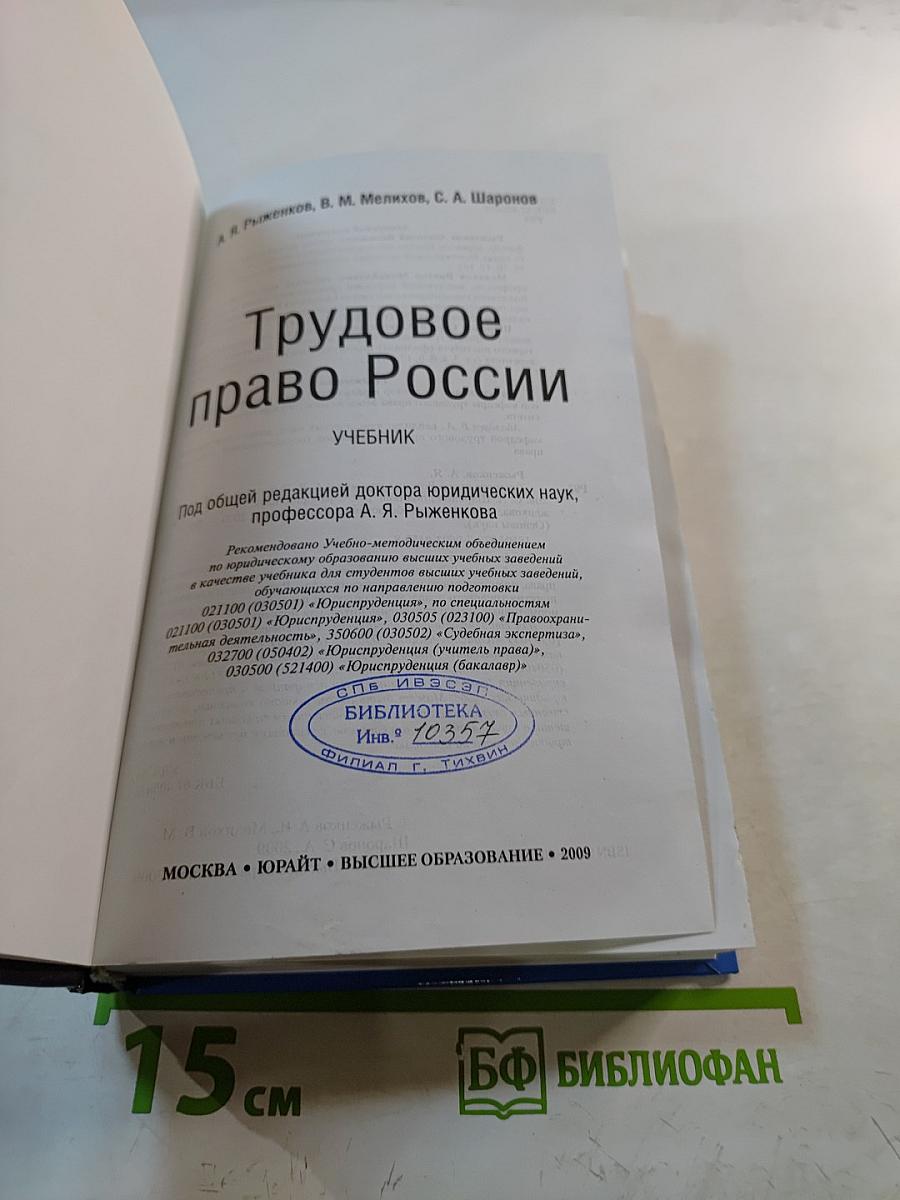 А. Я. Рыженков, В. М. Мелихов, С. А. Шаронов
Трудовое
право России
УЧЕБНИК
Под общей редакцией доктора юридических наук,
профессора А. Я. Рыженкова
Рекомендовано Учебно-методическим объединением
по юридическому образованию высших учебных заведений
в качестве учебника для студентов высших учебных заведений,
обучающихся по направлению подготовки
021100 (030501) «Юриспруденция», по специальностям
021100 (030501) «Юриспруденция», 030505 (023100) «Правоохрани-
тельная деятельность», 350600 (030502) «Судебная экспертиза»,
032700 (050402) «Юриспруденция (учитель права)»,
030500 (521400) «Юриспруденция (бакалавр)»
СПб ИВЭСЭП
БИБЛИОТЕКА
Инв.º 10357
ФИЛИАЛ Г. ТИХВИН
МОСКВА • ЮРАЙТ • ВЫСШЕЕ ОБРАЗОВАНИЕ • 2009
15 см
БФ БИБЛИОФАН